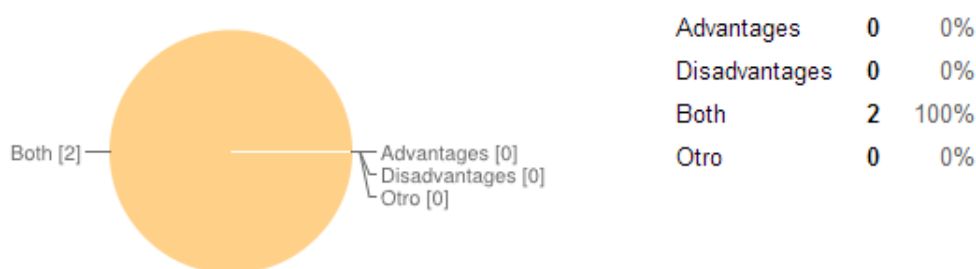 Both [2]
Advantages [0]
Disadvantages [0]
Otro [0]
Advantages 0 0%
Disadvantages 0 0%
Both 2 100%
Otro 0 0%